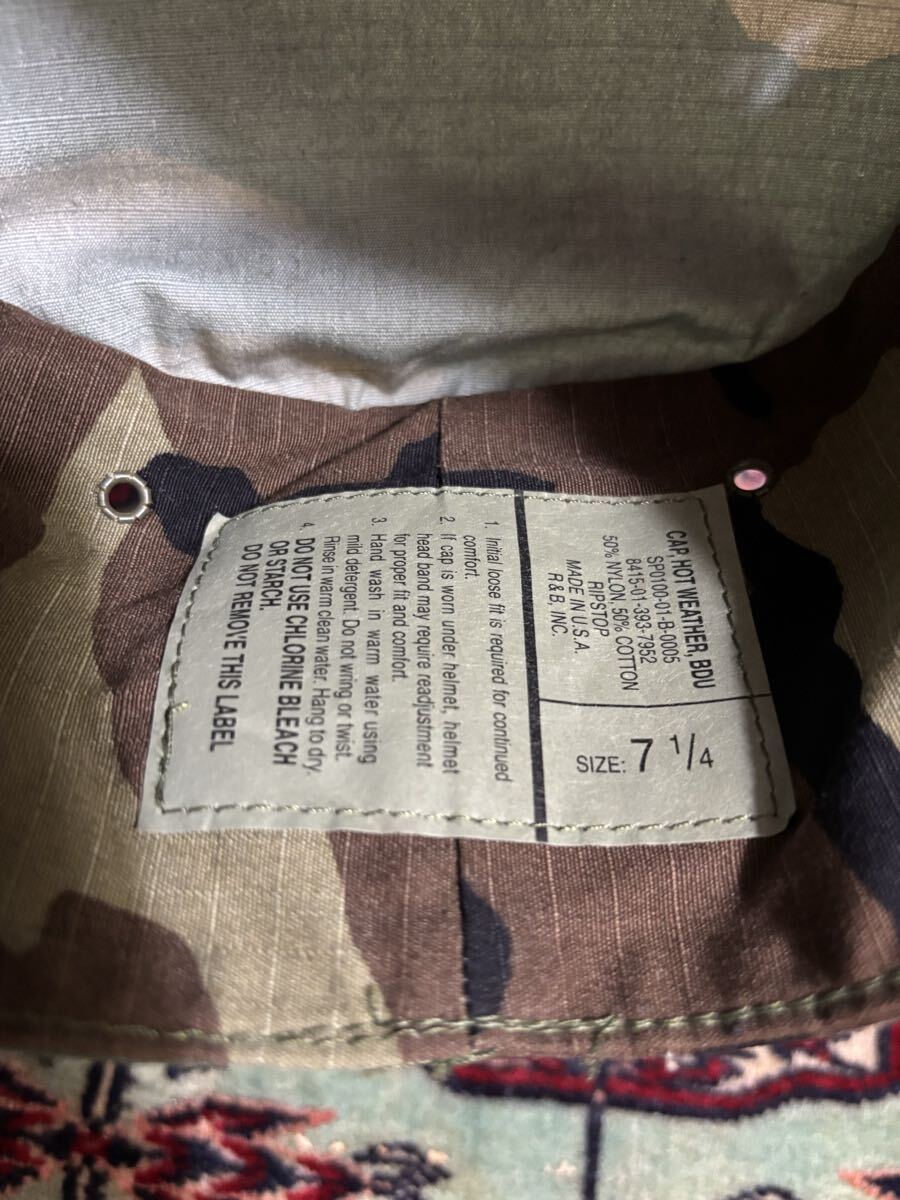 CAP, HOT WEATHER, BDU
SP0100-01-B-0005
8415-01-393-7952
50% NYLON, 50% COTTON
RIPSTOP
MADE IN U.S.A.
R&B, INC.
SIZE: 7 1/4
1. Initial loose fit is required for continued
comfort.
2. If cap is worn under helmet, helmet
head band may require readjustment
for proper fit and comfort.
3. Hand wash in warm water using
mild detergent. Do not wring or twist.
Rinse in warm clean water. Hang to dry.
4. DO NOT USE CHLORINE BLEACH
OR STARCH.
DO NOT REMOVE THIS LABEL